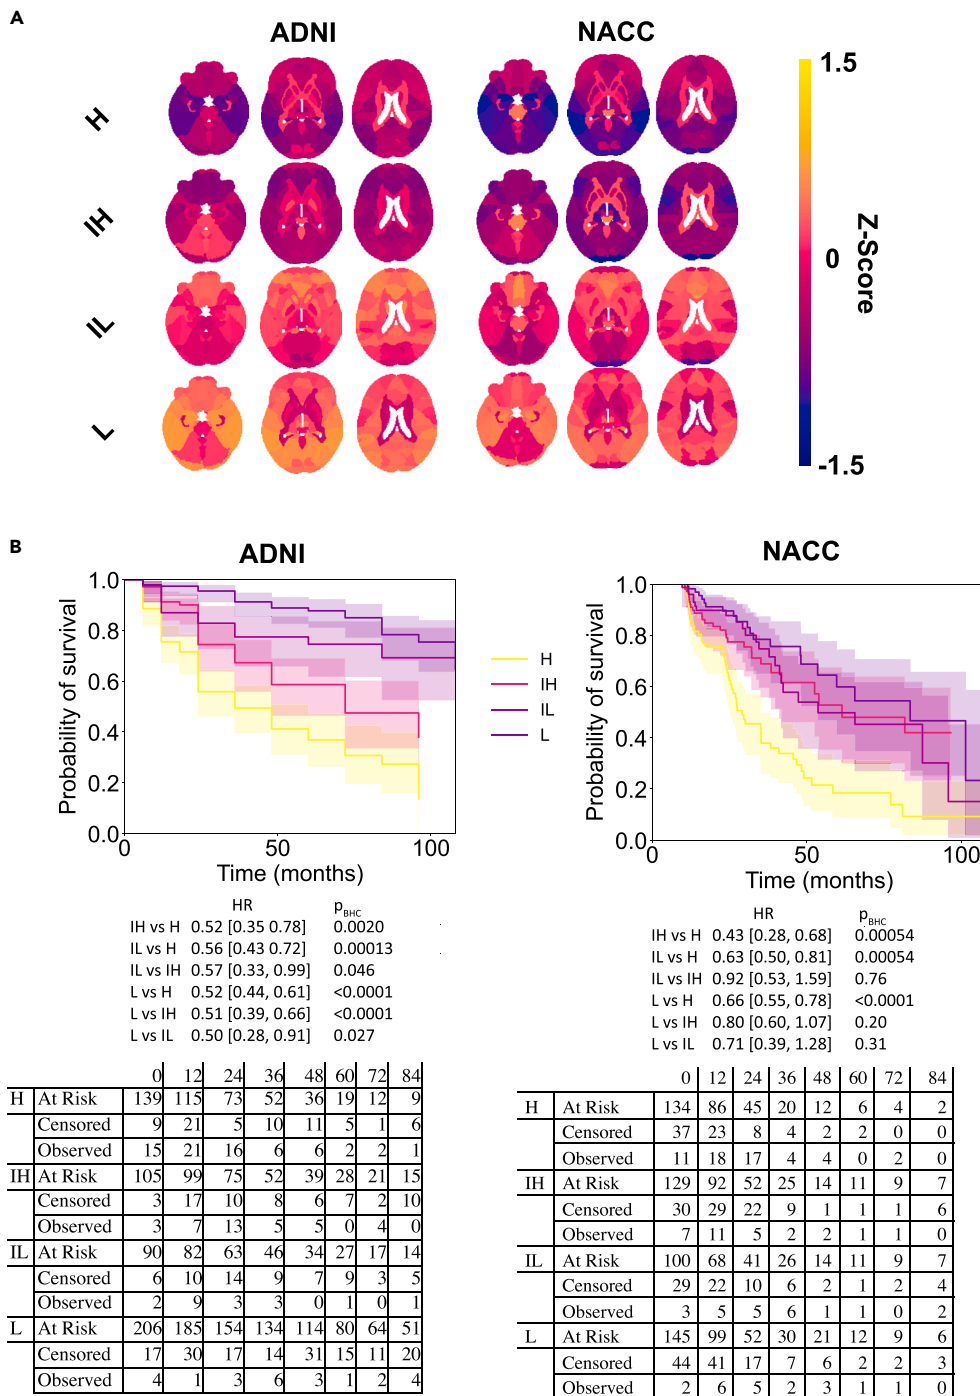 A
ADNI NACC
H
IH
IL
L
1.5
0
-1.5
Z-Score
B
ADNI
Probability of survival
1.0
0.8
0.6
0.4
0.2
0.0
0 50 100
Time (months)
H
IH
IL
L
NACC
Probability of survival
1.0
0.8
0.6
0.4
0.2
0.0
0 50 100
Time (months)
HR pBHC
IH vs H 0.52 [0.35 0.78] 0.0020
IL vs H 0.56 [0.43 0.72] 0.00013
IL vs IH 0.57 [0.33, 0.99] 0.046
L vs H 0.52 [0.44, 0.61] <0.0001
L vs IH 0.51 [0.39, 0.66] <0.0001
L vs IL 0.50 [0.28, 0.91] 0.027
HR pBHC
IH vs H 0.43 [0.28, 0.68] 0.00054
IL vs H 0.63 [0.50, 0.81] 0.00054
IL vs IH 0.92 [0.53, 1.59] 0.76
L vs H 0.66 [0.55, 0.78] <0.0001
L vs IH 0.80 [0.60, 1.07] 0.20
L vs IL 0.71 [0.39, 1.28] 0.31
0 12 24 36 48 60 72 84
H At Risk 139 115 73 52 36 19 12 9
Censored 9 21 5 10 11 5 1 6
Observed 15 21 16 6 6 2 2 1
IH At Risk 105 99 75 52 39 28 21 15
Censored 3 17 10 8 6 7 2 10
Observed 3 7 13 5 5 0 4 0
IL At Risk 90 82 63 46 34 27 17 14
Censored 6 10 14 9 7 9 3 5
Observed 2 9 3 3 0 1 0 1
L At Risk 206 185 154 134 114 80 64 51
Censored 17 30 17 14 31 15 11 20
Observed 4 1 3 6 3 1 2 4
0 12 24 36 48 60 72 84
H At Risk 134 86 45 20 12 6 4 2
Censored 37 23 8 4 2 2 0 0
Observed 11 18 17 4 4 0 2 0
IH At Risk 129 92 52 25 14 11 9 7
Censored 30 29 22 9 1 1 1 6
Observed 7 11 5 2 2 1 1 0
IL At Risk 100 68 41 26 14 11 9 7
Censored 29 22 10 6 2 1 2 4
Observed 3 5 5 6 1 1 0 2
L At Risk 145 99 52 30 21 12 9 6
Censored 44 41 17 7 6 2 2 3
Observed 2 6 5 2 3 1 1 0